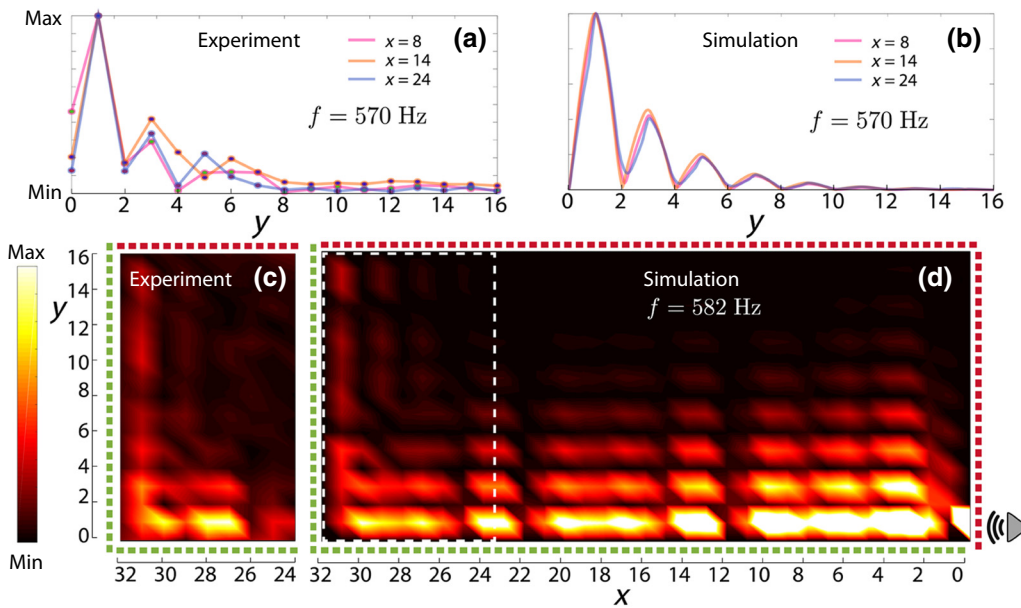 Max
Experiment
(a)
x = 8
x = 14
x = 24
f = 570 Hz
Min
0 2 4 6 8 10 12 14 16
y
Simulation
(b)
x = 8
x = 14
x = 24
f = 570 Hz
0 2 4 6 8 10 12 14 16
y
Max
Min
y
16
14
12
10
8
6
4
2
0
Experiment
(c)
32 30 28 26 24
Simulation
(d)
f = 582 Hz
32 30 28 26 24 22 20 18 16 14 12 10 8 6 4 2 0
x